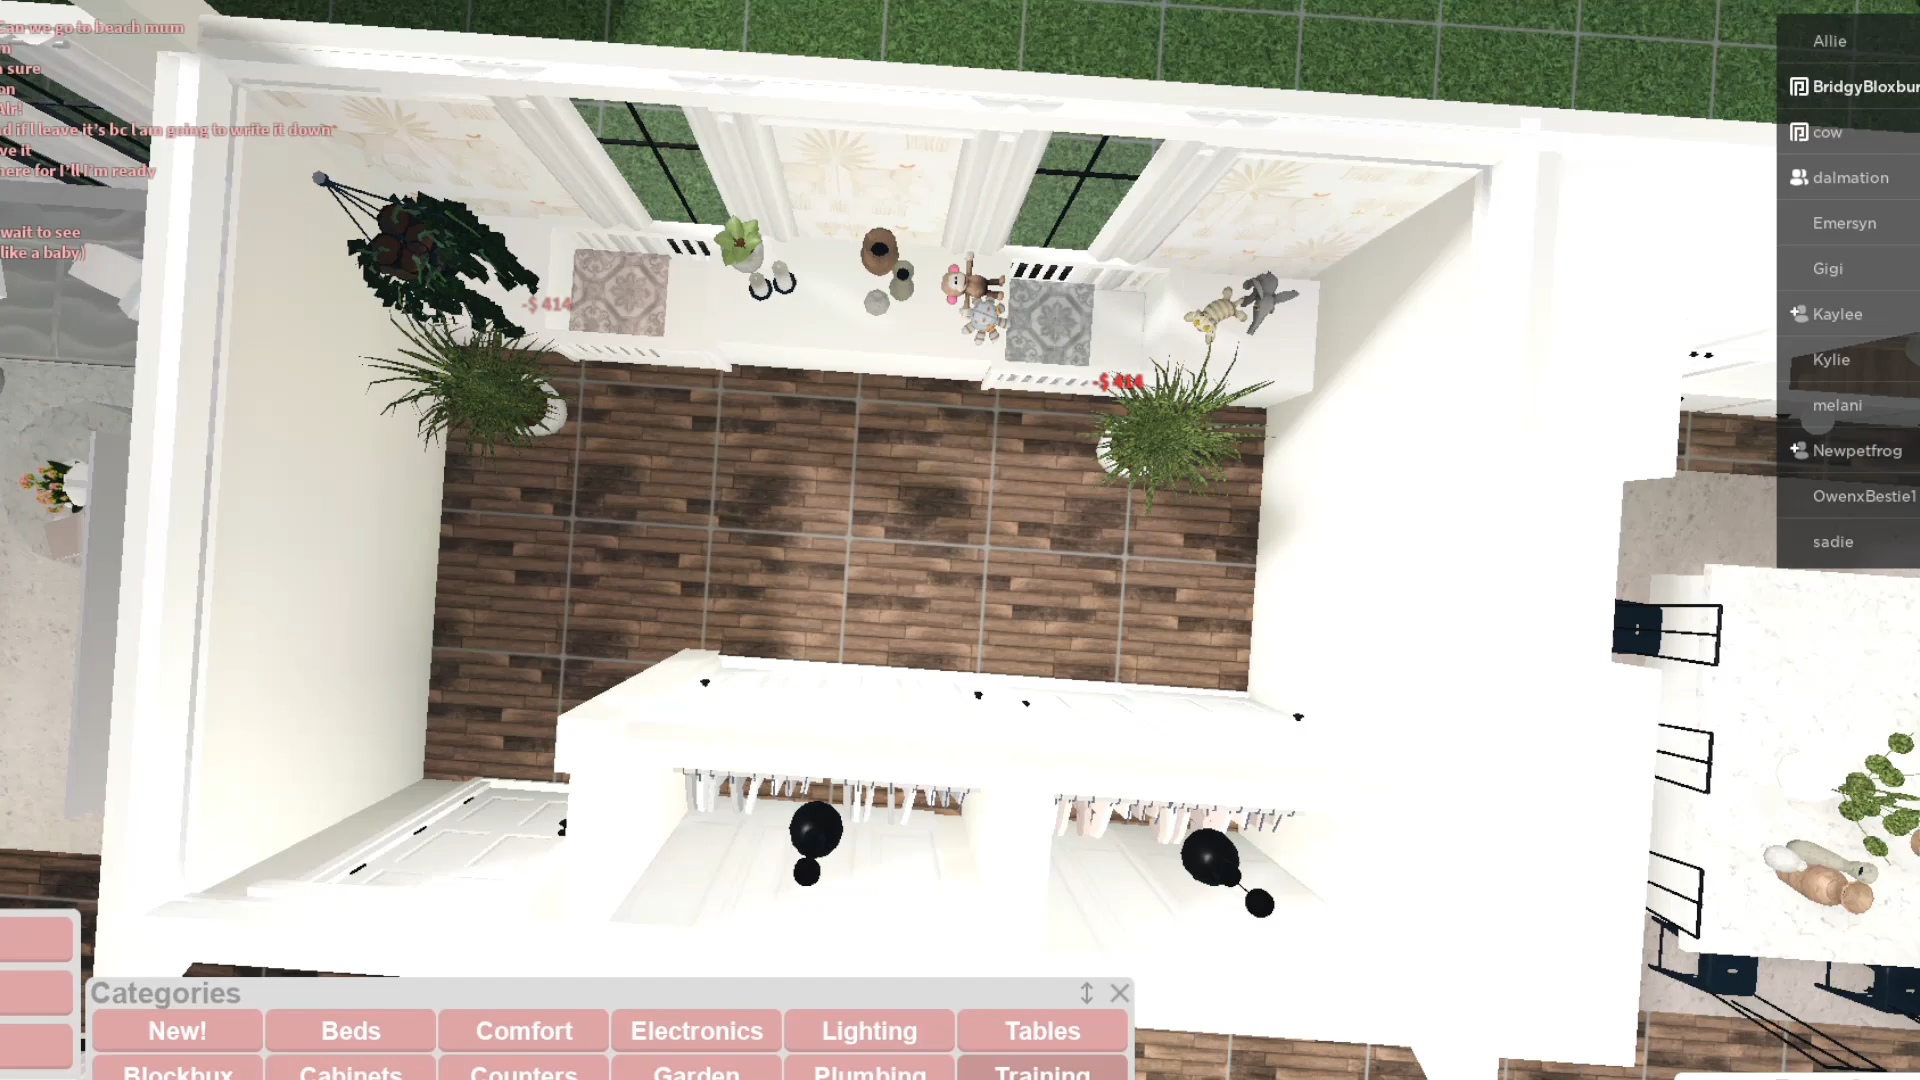 Can we go to beach mum
m
sure
on
Alr!
d if I leave it's bc I am going to write it down
ve it
here for I'll I'm ready
wait to see
like a baby)
-$ 414
-$ 414
Allie
BridgyBloxbur
cow
dalmation
Emersyn
Gigi
Kaylee
Kylie
melani
Newpetfrog
OwenxBestie1
sadie
Categories
New! Beds Comfort Electronics Lighting Tables
Blockbux Cabinets Counters Garden Plumbing Training